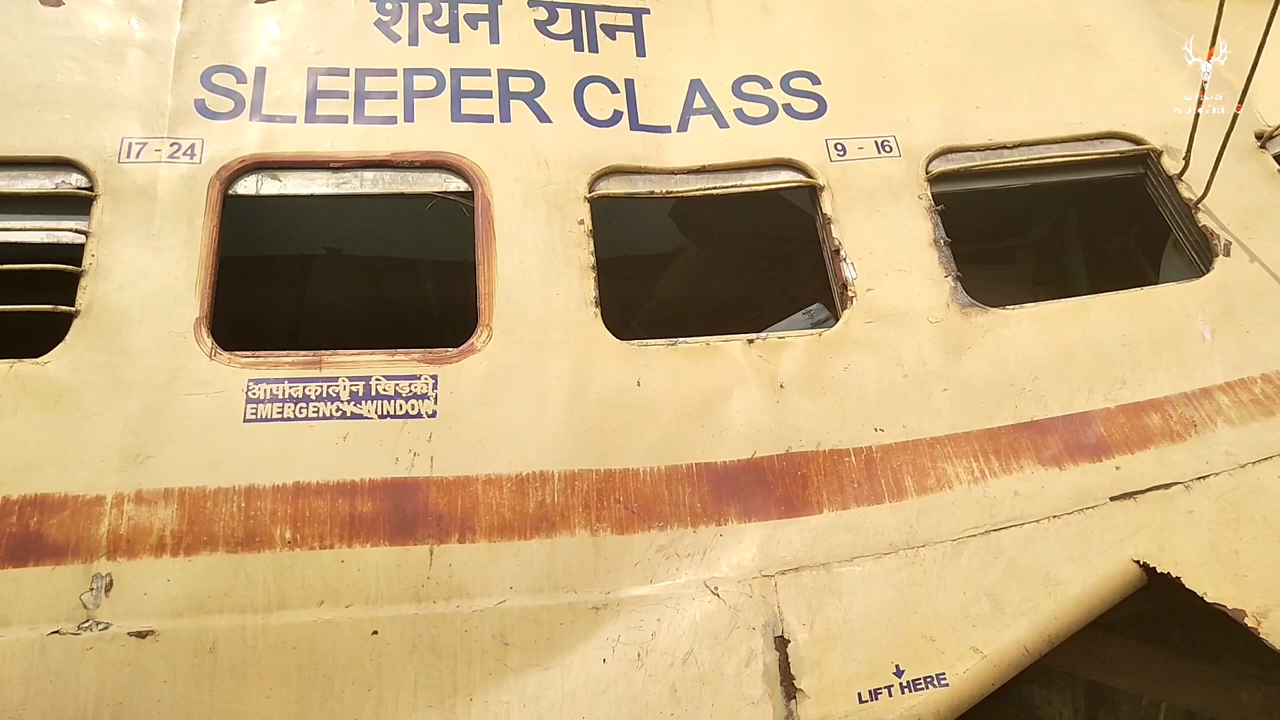 शयन यान
SLEEPER CLASS
17 - 24
9 - 16
आपातकालीन खिड़की
EMERGENCY WINDOW
LIFT HERE